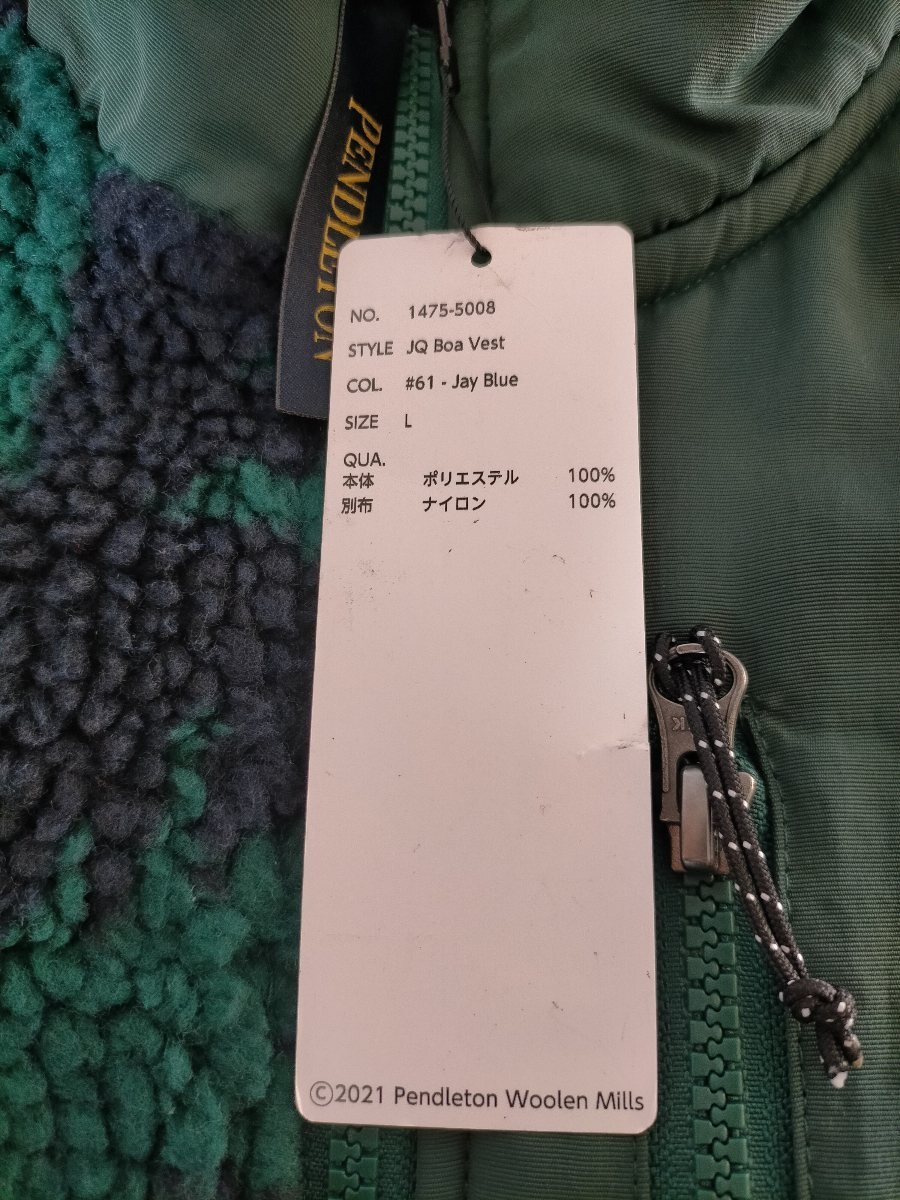 PENDLETON
NO. 1475-5008
STYLE JQ Boa Vest
COL. #61 - Jay Blue
SIZE L
QUA.
本体 ポリエステル 100%
別布 ナイロン 100%
©2021 Pendleton Woolen Mills